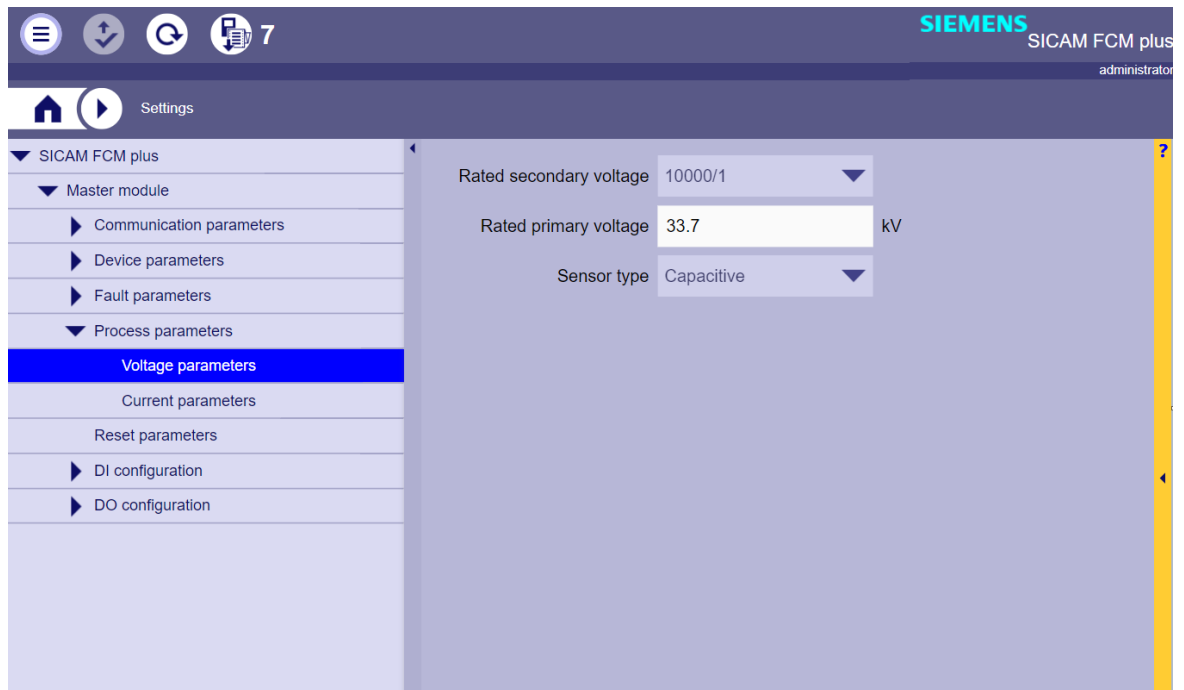 7
SIEMENS
SICAM FCM plus
administrator
Settings
SICAM FCM plus
Master module
Communication parameters
Device parameters
Fault parameters
Process parameters
Voltage parameters
Current parameters
Reset parameters
DI configuration
DO configuration
Rated secondary voltage 10000/1
Rated primary voltage 33.7 kV
Sensor type Capacitive
?